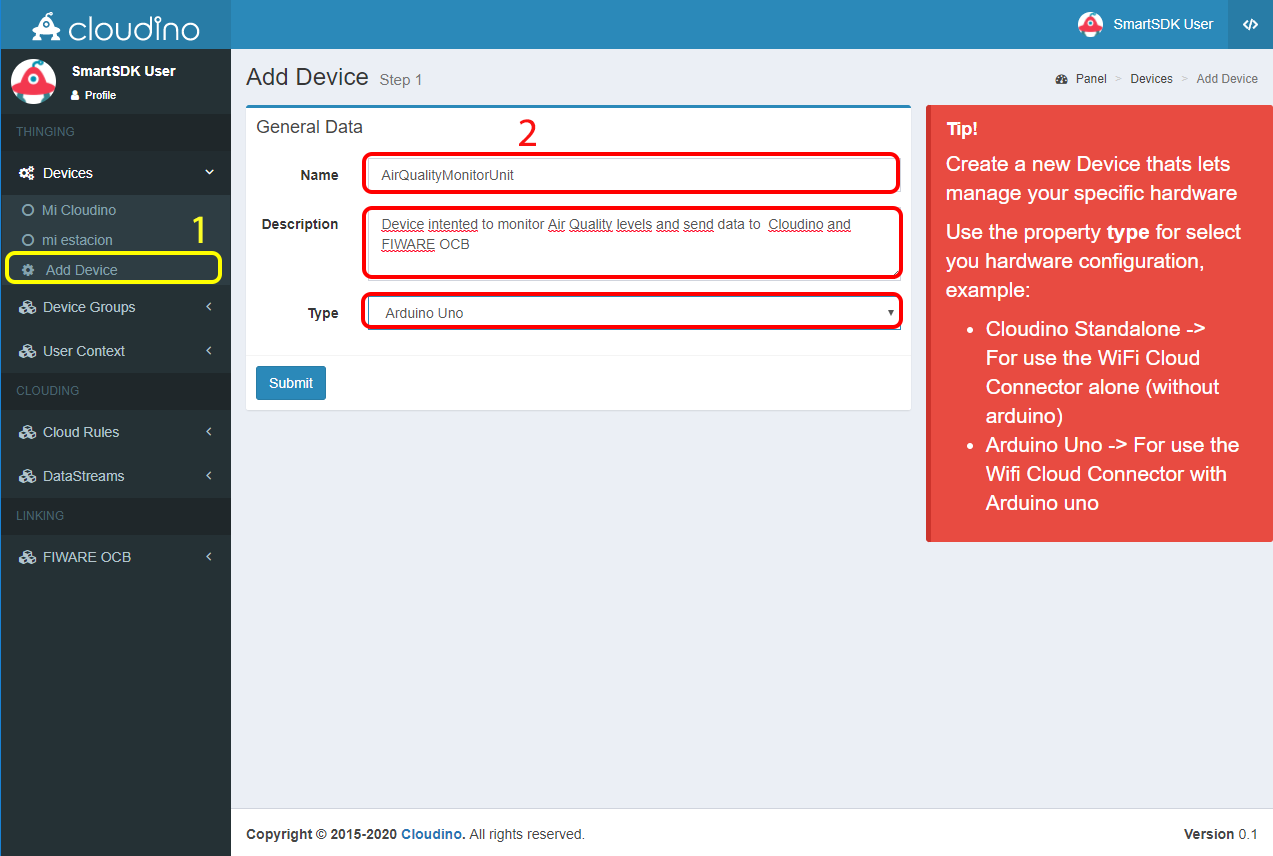 cloudino
SmartSDK User
</>
SmartSDK User
Profile
THINGING
Devices
Mi Cloudino
mi estacion
1
Add Device
Device Groups
User Context
CLOUDING
Cloud Rules
DataStreams
LINKING
FIWARE OCB
Add Device Step 1
Panel > Devices > Add Device
General Data
2
Name AirQualityMonitorUnit
Description Device intented to monitor Air Quality levels and send data to Cloudino and
FIWARE OCB
Type Arduino Uno
Submit
Tip!
Create a new Device thats lets
manage your specific hardware
Use the property type for select
you hardware configuration,
example:
• Cloudino Standalone ->
For use the WiFi Cloud
Connector alone (without
arduino)
• Arduino Uno -> For use the
Wifi Cloud Connector with
Arduino uno
Copyright © 2015-2020 Cloudino. All rights reserved.
Version 0.1